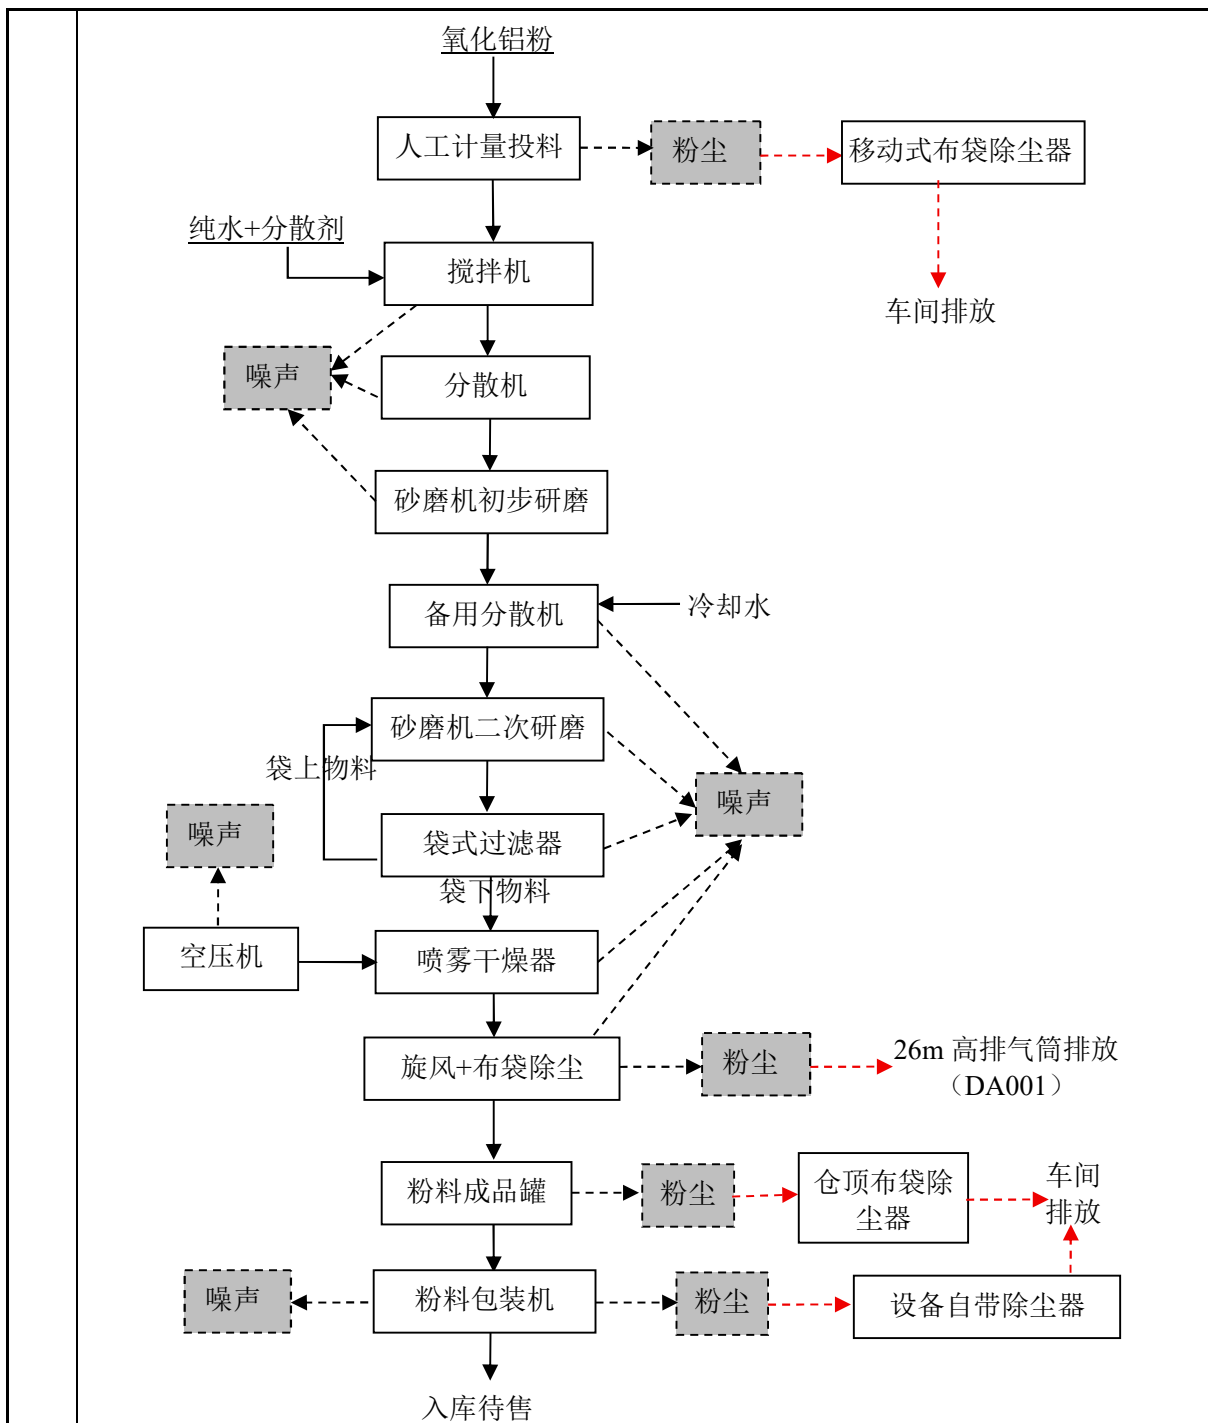 氧化铝粉
人工计量投料
粉尘
移动式布袋除尘器
纯水+分散剂
搅拌机
车间排放
噪声
分散机
砂磨机初步研磨
备用分散机
冷却水
砂磨机二次研磨
袋上物料
噪声
噪声
袋式过滤器
袋下物料
空压机
喷雾干燥器
旋风+布袋除尘
粉尘
26m 高排气筒排放
（DA001）
粉料成品罐
粉尘
仓顶布袋除
尘器
车间
排放
噪声
粉料包装机
粉尘
设备自带除尘器
入库待售